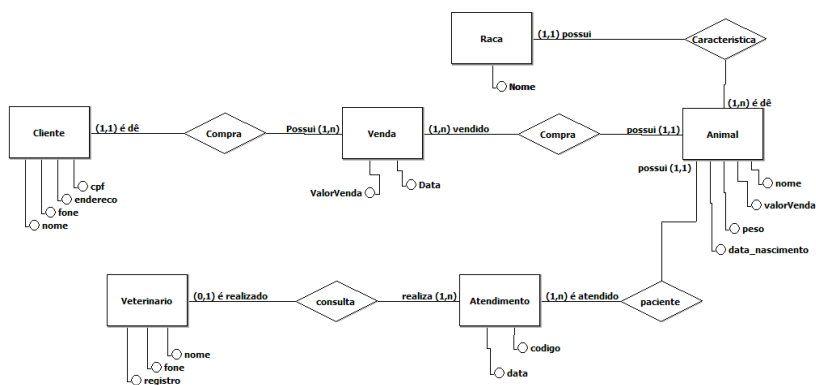 Raca
(1,1) possui
Caracteristica
Nome
(1,n) é dê
Cliente
(1,1) é dê
Compra
Possui (1,n)
Venda
(1,n) vendido
Compra
possui (1,1)
Animal
possui (1,1)
cpf
endereco
fone
nome
ValorVenda
Data
nome
valorVenda
peso
data_nascimento
Veterinario
(0,1) é realizado
consulta
realiza (1,n)
Atendimento
(1,n) é atendido
paciente
nome
fone
registro
codigo
data